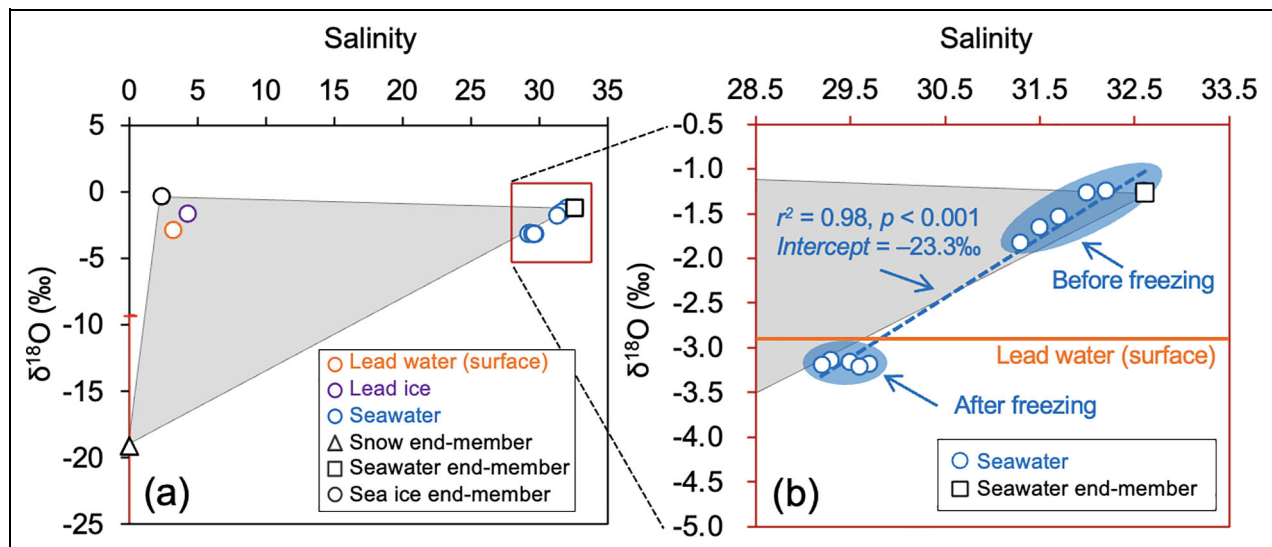 Salinity
0 5 10 15 20 25 30 35
5
0
-5
-10
-15
-20
-25
δ18O (‰)
Lead water (surface)
Lead ice
Seawater
Snow end-member
Seawater end-member
Sea ice end-member
(a)
Salinity
28.5 29.5 30.5 31.5 32.5 33.5
-0.5
-1.0
-1.5
-2.0
-2.5
-3.0
-3.5
-4.0
-4.5
-5.0
δ18O (‰)
r2 = 0.98, p < 0.001
Intercept = –23.3‰
Before freezing
Lead water (surface)
After freezing
Seawater
Seawater end-member
(b)